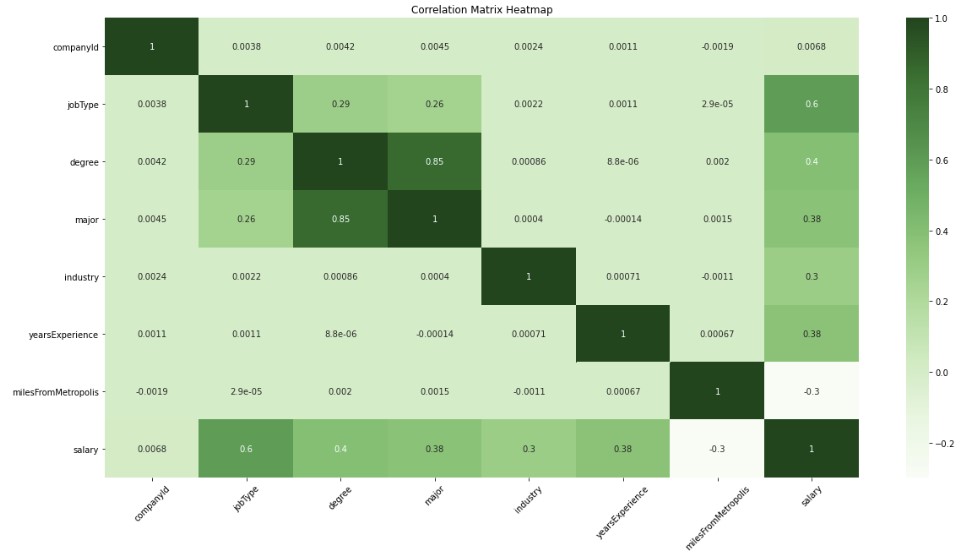 Correlation Matrix Heatmap
companyId 1 0.0038 0.0042 0.0045 0.0024 0.0011 -0.0019 0.0068
jobType 0.0038 1 0.29 0.26 0.0022 0.0011 2.9e-05 0.6
degree 0.0042 0.29 1 0.85 0.00086 8.8e-06 0.002 0.4
major 0.0045 0.26 0.85 1 0.0004 -0.00014 0.0015 0.38
industry 0.0024 0.0022 0.00086 0.0004 1 0.00071 -0.0011 0.3
yearsExperience 0.0011 0.0011 8.8e-06 -0.00014 0.00071 1 0.00067 0.38
milesFromMetropolis -0.0019 2.9e-05 0.002 0.0015 -0.0011 0.00067 1 -0.3
salary 0.0068 0.6 0.4 0.38 0.3 0.38 -0.3 1
companyId jobType degree major industry yearsExperience milesFromMetropolis salary
1.0
0.8
0.6
0.4
0.2
0.0
−0.2